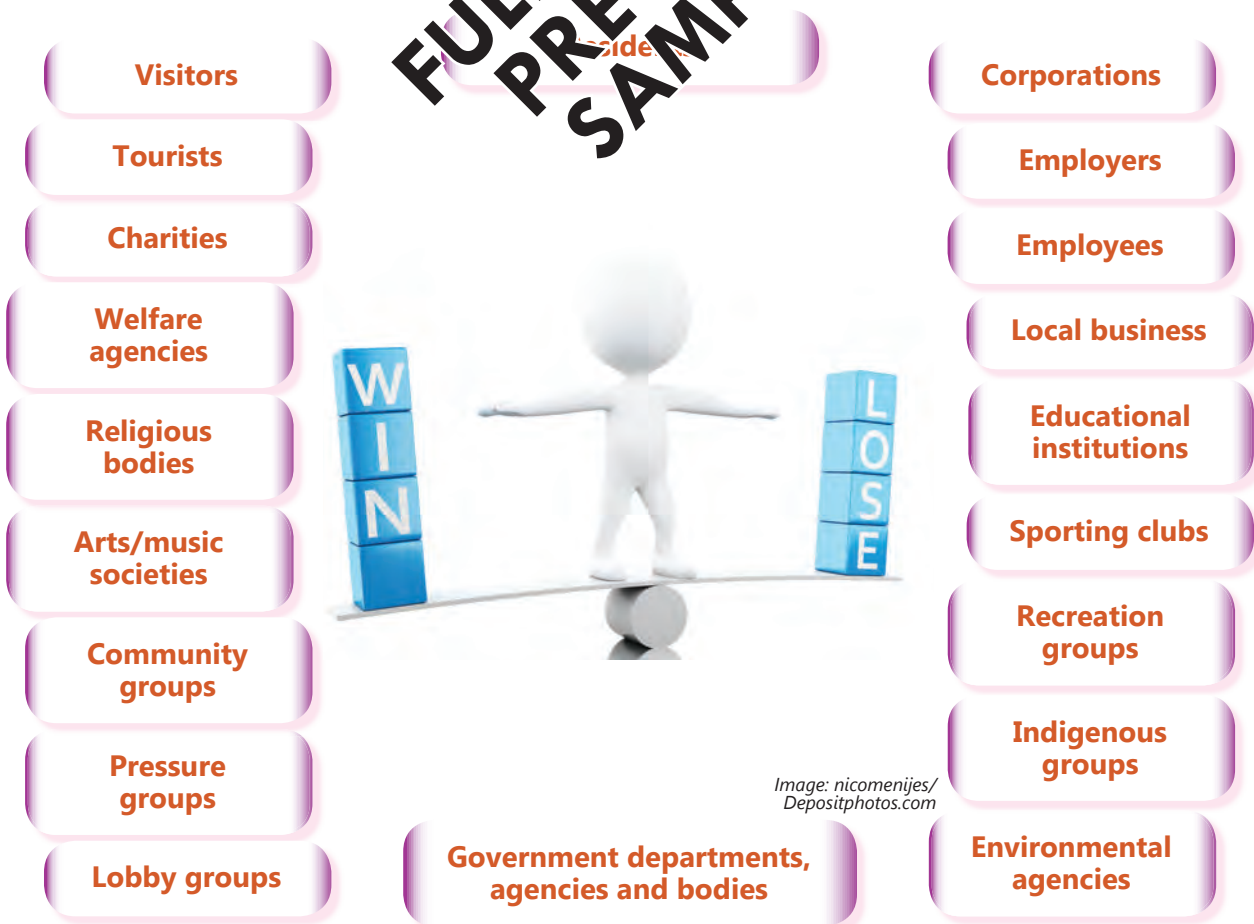 Visitors
Tourists
Charities
Welfare
agencies
Religious
bodies
Arts/music
societies
Community
groups
Pressure
groups
Lobby groups
WIN
LOSE
Image: nicomenijes/
Depositphotos.com
Government departments,
agencies and bodies
Corporations
Employers
Employees
Local business
Educational
institutions
Sporting clubs
Recreation
groups
Indigenous
groups
Environmental
agencies